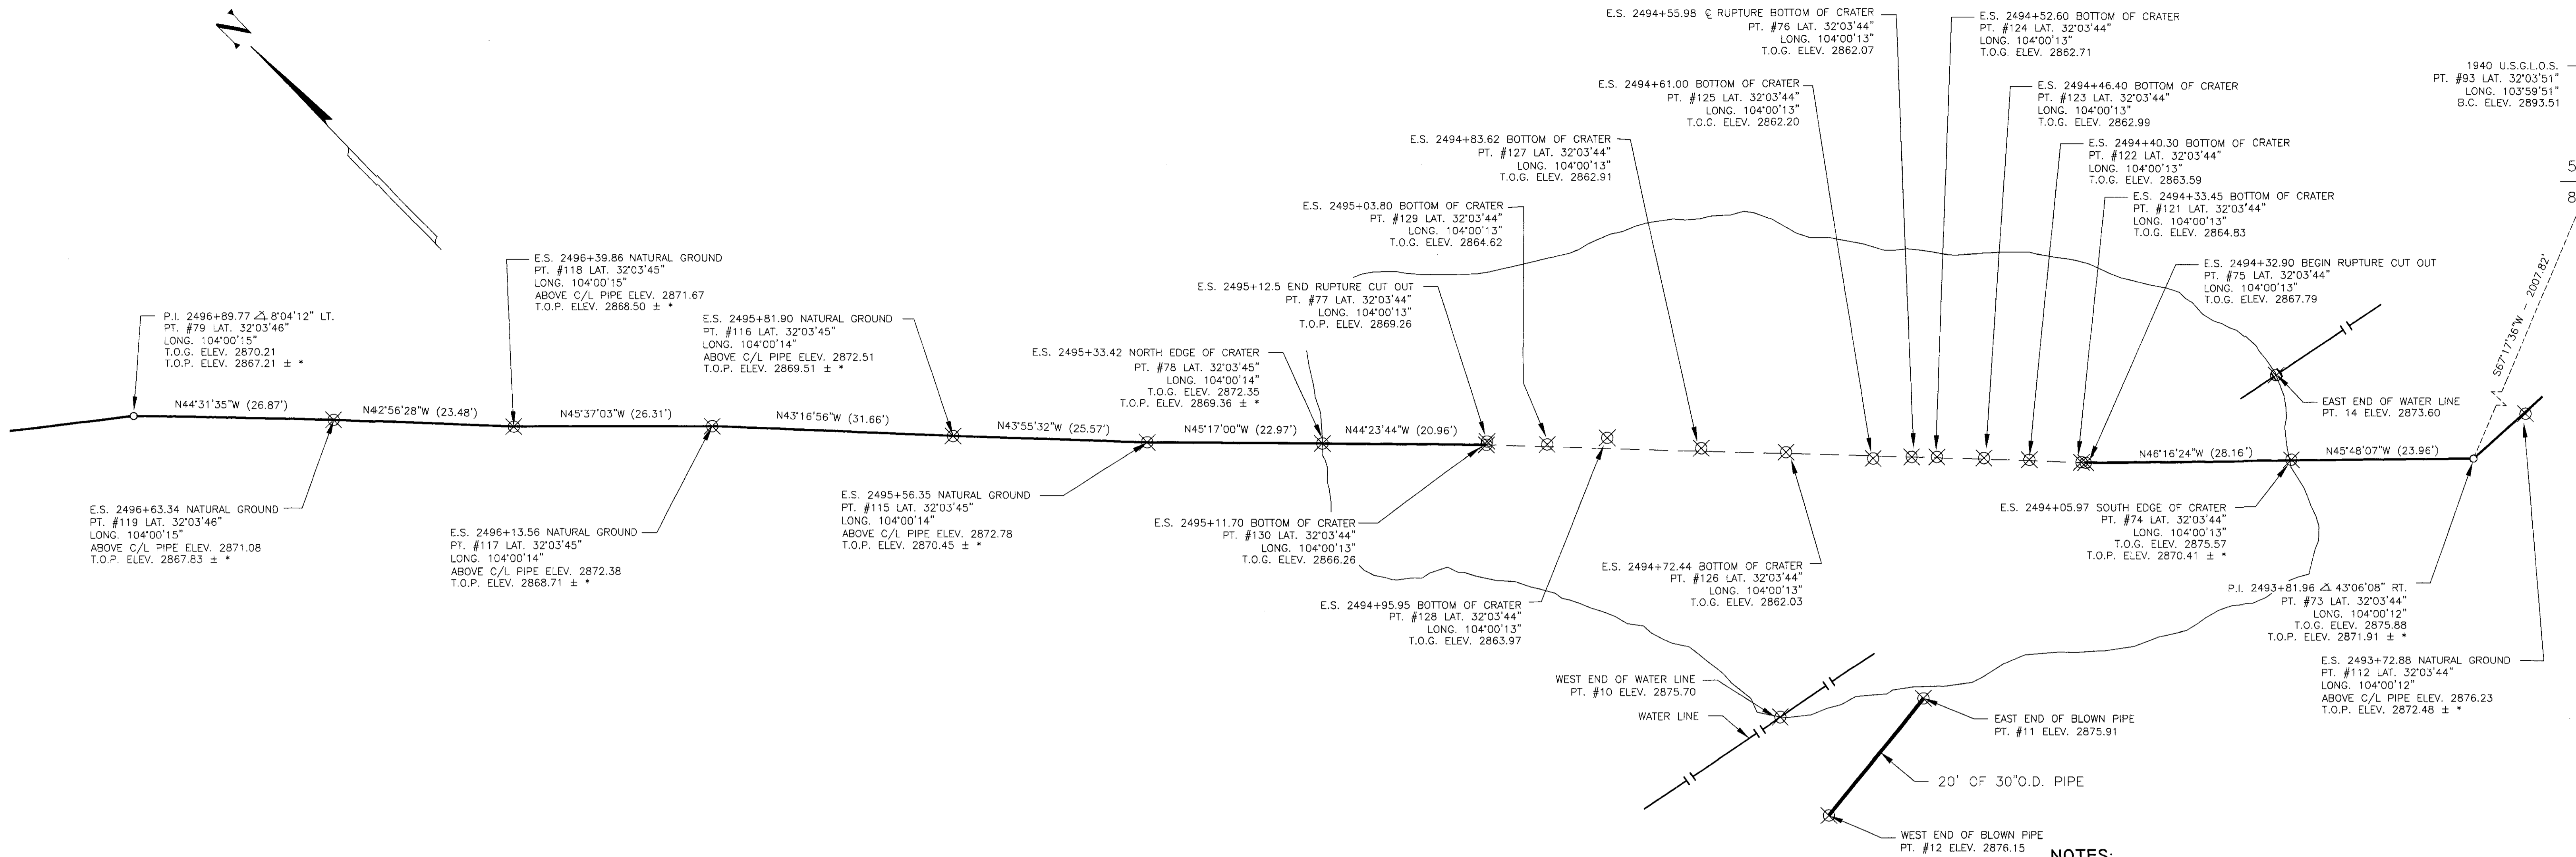 N
E.S. 2494+55.98 ℄ RUPTURE BOTTOM OF CRATER
PT. #76 LAT. 32°03'44"
LONG. 104°00'13"
T.O.G. ELEV. 2862.07
E.S. 2494+52.60 BOTTOM OF CRATER
PT. #124 LAT. 32°03'44"
LONG. 104°00'13"
T.O.G. ELEV. 2862.71
1940 U.S.G.L.O.S.
PT. #93 LAT. 32°03'51"
LONG. 103°59'51"
B.C. ELEV. 2893.51
E.S. 2494+61.00 BOTTOM OF CRATER
PT. #125 LAT. 32°03'44"
LONG. 104°00'13"
T.O.G. ELEV. 2862.20
E.S. 2494+46.40 BOTTOM OF CRATER
PT. #123 LAT. 32°03'44"
LONG. 104°00'13"
T.O.G. ELEV. 2862.99
E.S. 2494+83.62 BOTTOM OF CRATER
PT. #127 LAT. 32°03'44"
LONG. 104°00'13"
T.O.G. ELEV. 2862.91
E.S. 2494+40.30 BOTTOM OF CRATER
PT. #122 LAT. 32°03'44"
LONG. 104°00'13"
T.O.G. ELEV. 2863.59
5
8
E.S. 2495+03.80 BOTTOM OF CRATER
PT. #129 LAT. 32°03'44"
LONG. 104°00'13"
T.O.G. ELEV. 2864.62
E.S. 2494+33.45 BOTTOM OF CRATER
PT. #121 LAT. 32°03'44"
LONG. 104°00'13"
T.O.G. ELEV. 2864.83
E.S. 2496+39.86 NATURAL GROUND
PT. #118 LAT. 32°03'45"
LONG. 104°00'15"
ABOVE C/L PIPE ELEV. 2871.67
T.O.P. ELEV. 2868.50 ± *
E.S. 2494+32.90 BEGIN RUPTURE CUT OUT
PT. #75 LAT. 32°03'44"
LONG. 104°00'13"
T.O.G. ELEV. 2867.79
S67°17'36"W - 2007.82'
E.S. 2495+12.5 END RUPTURE CUT OUT
PT. #77 LAT. 32°03'44"
LONG. 104°00'13"
T.O.P. ELEV. 2869.26
P.I. 2496+89.77 ∆ 8°04'12" LT.
PT. #79 LAT. 32°03'46"
LONG. 104°00'15"
T.O.G. ELEV. 2870.21
T.O.P. ELEV. 2867.21 ± *
E.S. 2495+81.90 NATURAL GROUND
PT. #116 LAT. 32°03'45"
LONG. 104°00'14"
ABOVE C/L PIPE ELEV. 2872.51
T.O.P. ELEV. 2869.51 ± *
E.S. 2495+33.42 NORTH EDGE OF CRATER
PT. #78 LAT. 32°03'45"
LONG. 104°00'14"
T.O.G. ELEV. 2872.35
T.O.P. ELEV. 2869.36 ± *
EAST END OF WATER LINE
PT. 14 ELEV. 2873.60
N44°31'35"W (26.87')
N42°56'28"W (23.48')
N45°37'03"W (26.31')
N43°16'56"W (31.66')
N43°55'32"W (25.57')
N45°17'00"W (22.97')
N44°23'44"W (20.96')
N46°16'24"W (28.16')
N45°48'07"W (23.96')
E.S. 2496+63.34 NATURAL GROUND
PT. #119 LAT. 32°03'46"
LONG. 104°00'15"
ABOVE C/L PIPE ELEV. 2871.08
T.O.P. ELEV. 2867.83 ± *
E.S. 2496+13.56 NATURAL GROUND
PT. #117 LAT. 32°03'45"
LONG. 104°00'14"
ABOVE C/L PIPE ELEV. 2872.38
T.O.P. ELEV. 2868.71 ± *
E.S. 2495+56.35 NATURAL GROUND
PT. #115 LAT. 32°03'45"
LONG. 104°00'14"
ABOVE C/L PIPE ELEV. 2872.78
T.O.P. ELEV. 2870.45 ± *
E.S. 2495+11.70 BOTTOM OF CRATER
PT. #130 LAT. 32°03'44"
LONG. 104°00'13"
T.O.G. ELEV. 2866.26
E.S. 2494+05.97 SOUTH EDGE OF CRATER
PT. #74 LAT. 32°03'44"
LONG. 104°00'13"
T.O.G. ELEV. 2875.57
T.O.P. ELEV. 2870.41 ± *
E.S. 2494+72.44 BOTTOM OF CRATER
PT. #126 LAT. 32°03'44"
LONG. 104°00'13"
T.O.G. ELEV. 2862.03
E.S. 2494+95.95 BOTTOM OF CRATER
PT. #128 LAT. 32°03'44"
LONG. 104°00'13"
T.O.G. ELEV. 2863.97
P.I. 2493+81.96 ∆ 43°06'08" RT.
PT. #73 LAT. 32°03'44"
LONG. 104°00'12"
T.O.G. ELEV. 2875.88
T.O.P. ELEV. 2871.91 ± *
E.S. 2493+72.88 NATURAL GROUND
PT. #112 LAT. 32°03'44"
LONG. 104°00'12"
ABOVE C/L PIPE ELEV. 2876.23
T.O.P. ELEV. 2872.48 ± *
WEST END OF WATER LINE
PT. #10 ELEV. 2875.70
WATER LINE
EAST END OF BLOWN PIPE
PT. #11 ELEV. 2875.91
20' OF 30"O.D. PIPE
WEST END OF BLOWN PIPE
PT. #12 ELEV. 2876.15
NOTES: